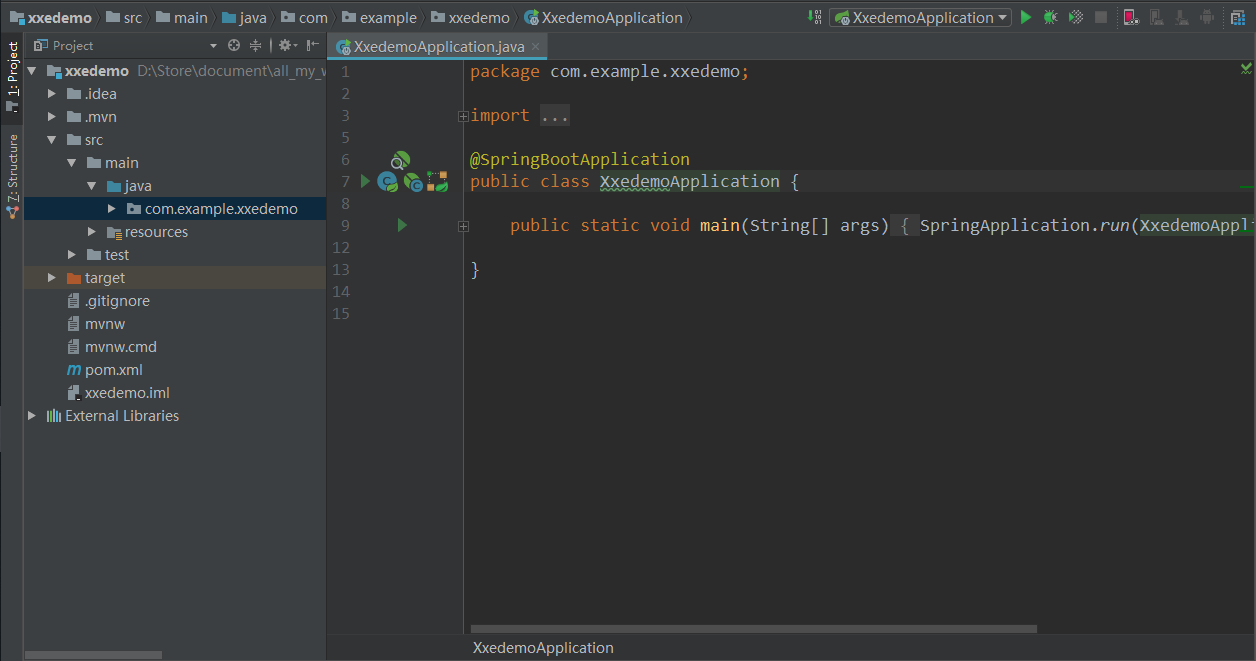 xxedemo src main java com example xxedemo XxedemoApplication XxedemoApplication
1: Project
Z: Structure
Project
xxedemo D:\Store\document\all_my_w
.idea
.mvn
src
main
java
com.example.xxedemo
resources
test
target
.gitignore
mvnw
mvnw.cmd
pom.xml
xxedemo.iml
External Libraries
XxedemoApplication.java
1 package com.example.xxedemo;
2
3 import ...
5
6 @SpringBootApplication
7 public class XxedemoApplication {
8
9 public static void main(String[] args) { SpringApplication.run(XxedemoAppli
12
13 }
14
15
XxedemoApplication